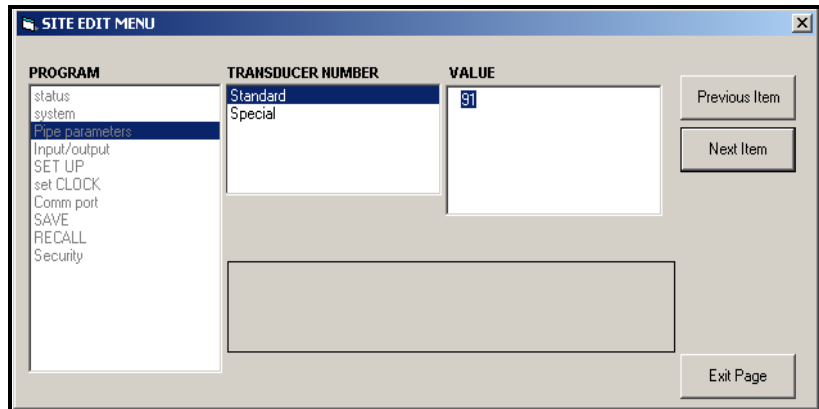 SITE EDIT MENU
PROGRAM
status
system
Pipe parameters
Input/output
SET UP
set CLOCK
Comm port
SAVE
RECALL
Security
TRANSDUCER NUMBER
Standard
Special
VALUE
91
Previous Item
Next Item
Exit Page